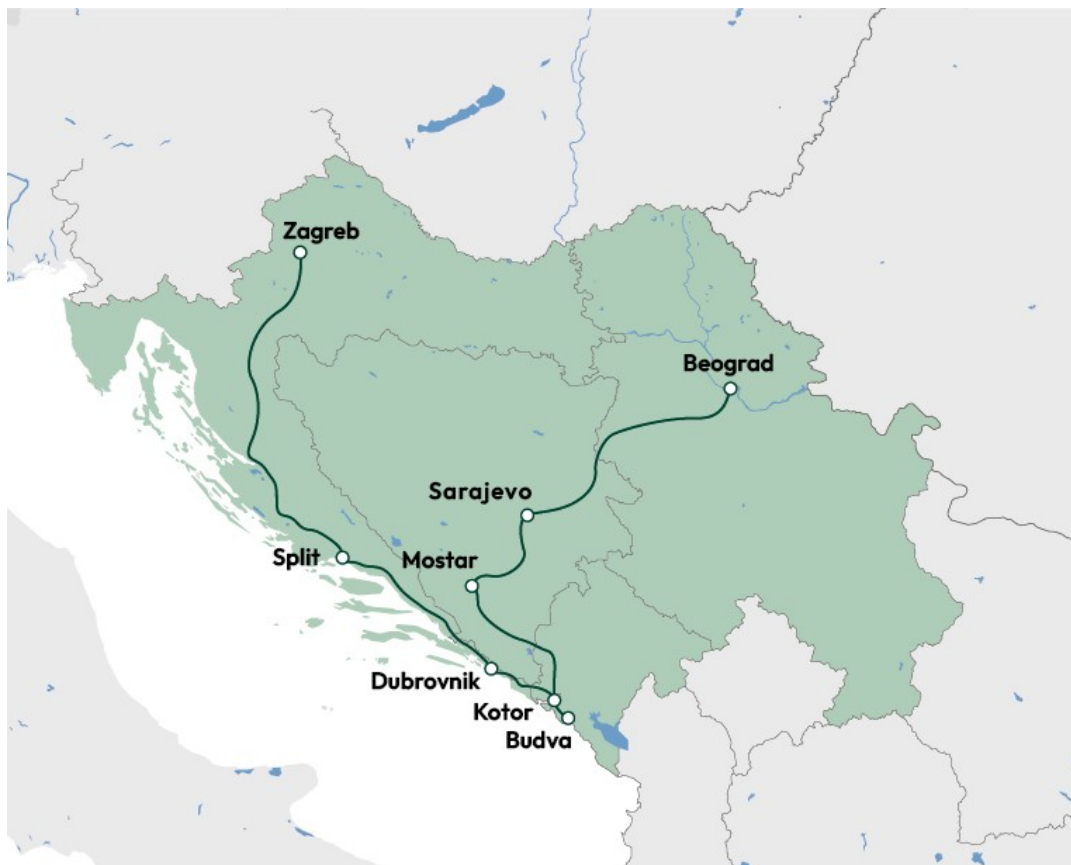 Zagreb
Beograd
Sarajevo
Split
Mostar
Dubrovnik
Kotor
Budva